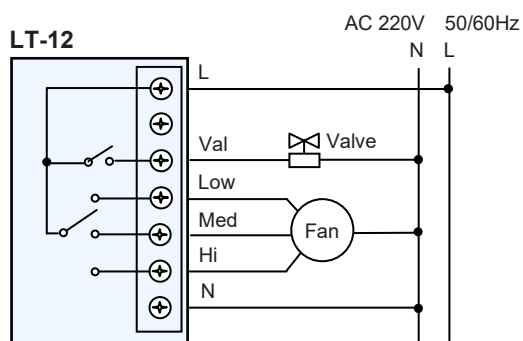 AC 220V 50/60Hz
LT-12
N L
L
Val
Valve
Low
Med
Fan
Hi
N